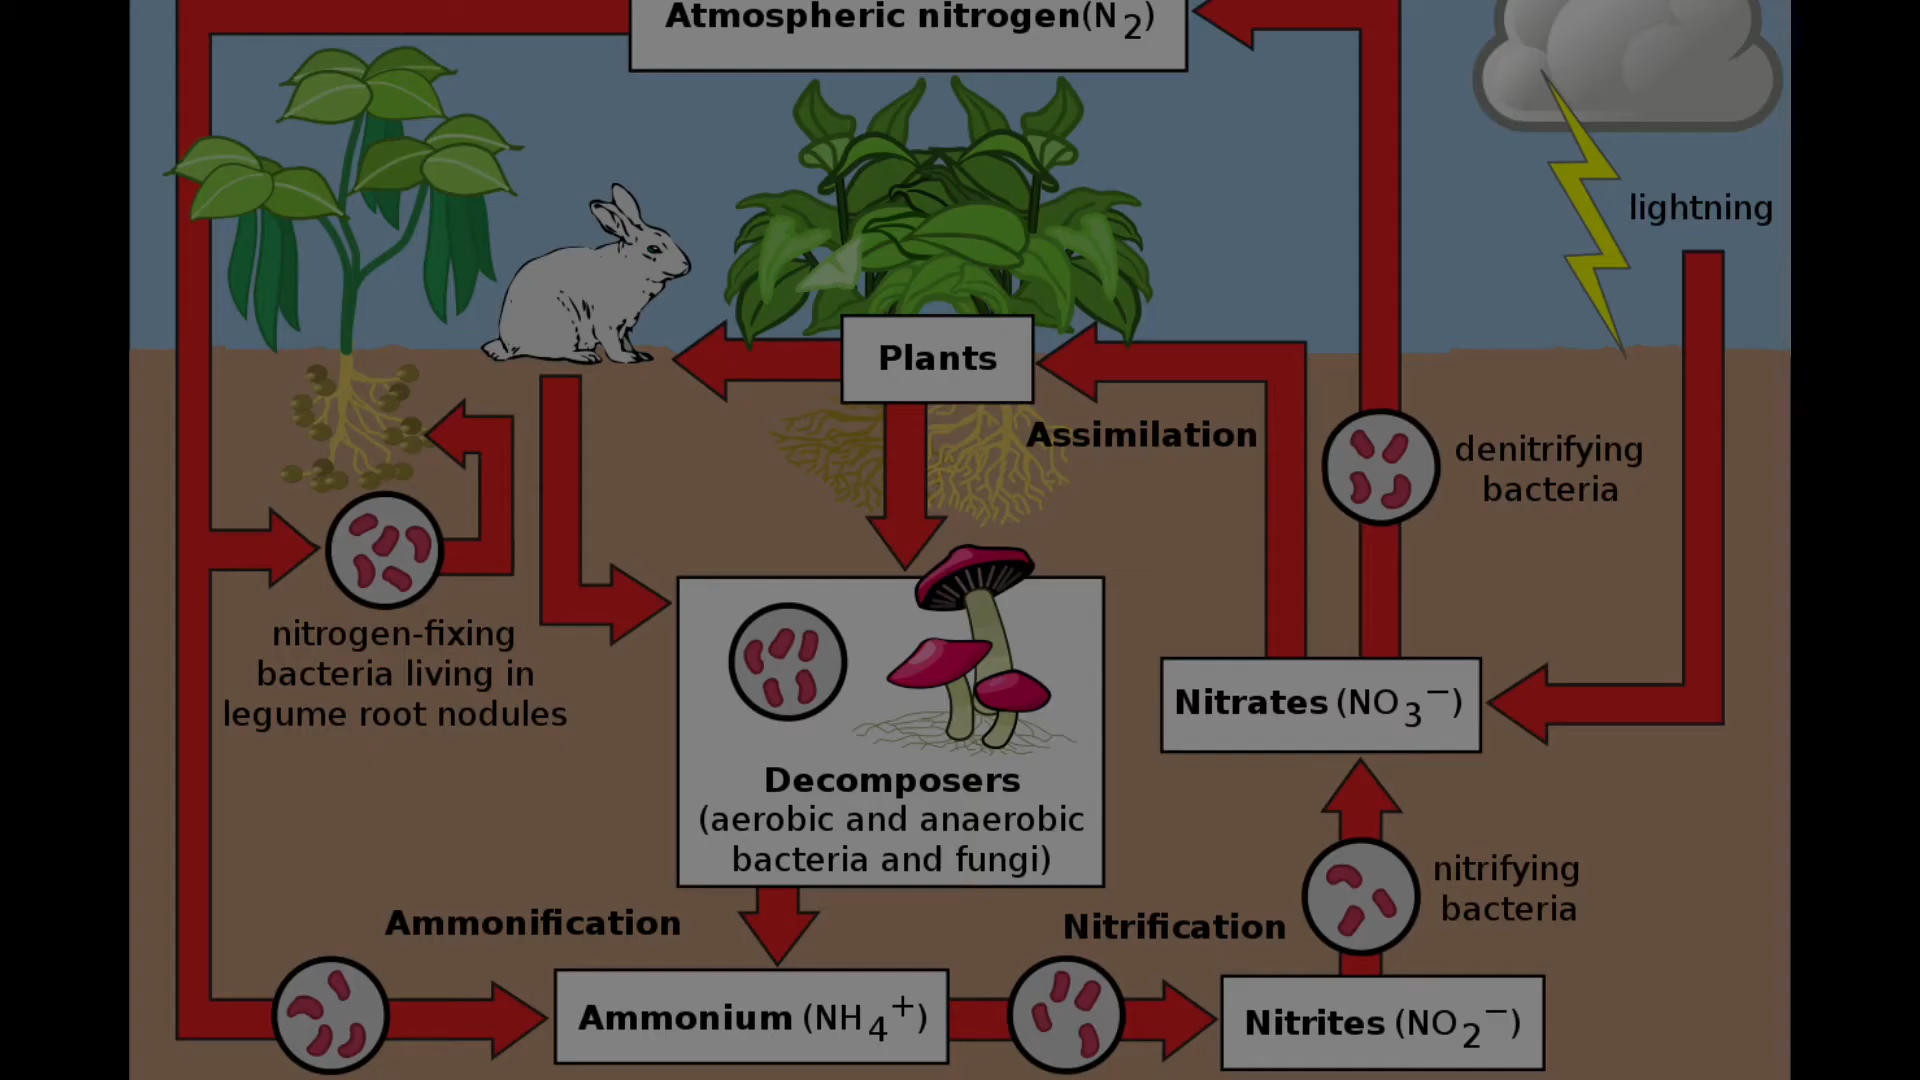 Atmospheric nitrogen(N2)
lightning
Plants
Assimilation
denitrifying
bacteria
nitrogen-fixing
bacteria living in
legume root nodules
Nitrates (NO3−)
Decomposers
(aerobic and anaerobic
bacteria and fungi)
nitrifying
bacteria
Ammonification
Nitrification
Ammonium (NH4+)
Nitrites (NO2−)